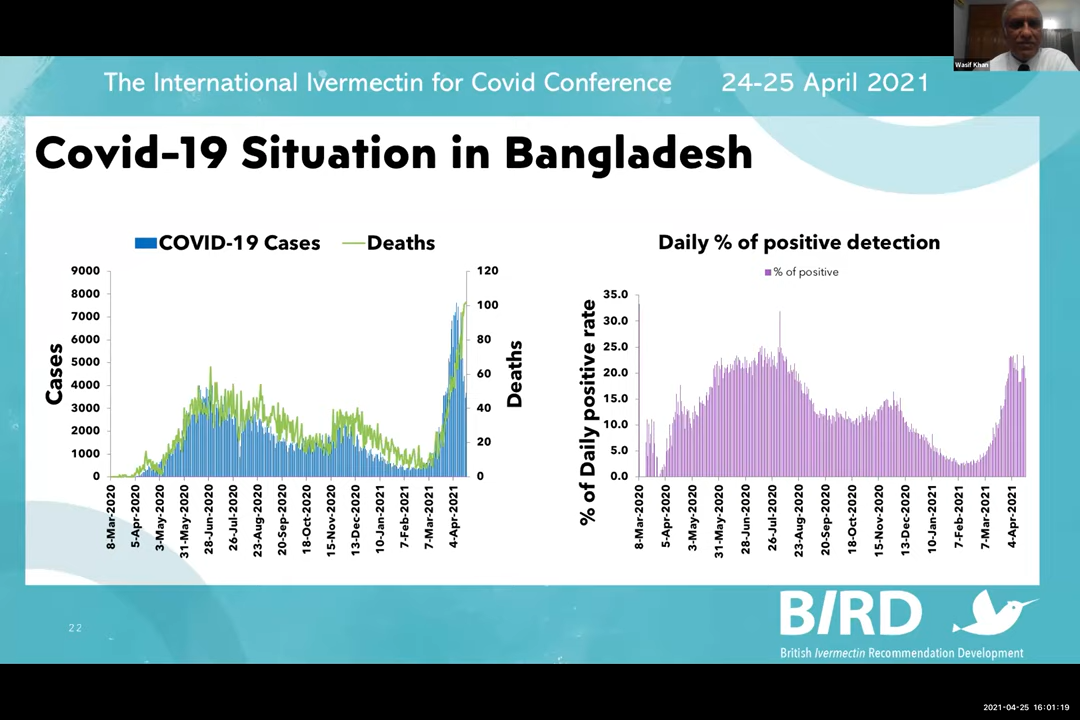 Wasif Khan
The International Ivermectin for Covid Conference 24-25 April 2021
Covid-19 Situation in Bangladesh
COVID-19 Cases Deaths
9000
8000
7000
6000
5000
4000
3000
2000
1000
0
Cases
120
100
80
60
40
20
0
Deaths
8-Mar-2020
5-Apr-2020
3-May-2020
31-May-2020
28-Jun-2020
26-Jul-2020
23-Aug-2020
20-Sep-2020
18-Oct-2020
15-Nov-2020
13-Dec-2020
10-Jan-2021
7-Feb-2021
7-Mar-2021
4-Apr-2021
Daily % of positive detection
% of positive
% of Daily positive rate
35.0
30.0
25.0
20.0
15.0
10.0
5.0
0.0
8-Mar-2020
5-Apr-2020
3-May-2020
31-May-2020
28-Jun-2020
26-Jul-2020
23-Aug-2020
20-Sep-2020
18-Oct-2020
15-Nov-2020
13-Dec-2020
10-Jan-2021
7-Feb-2021
7-Mar-2021
4-Apr-2021
22
BIRD
British Ivermectin Recommendation Development
2021-04-25 16:01:19